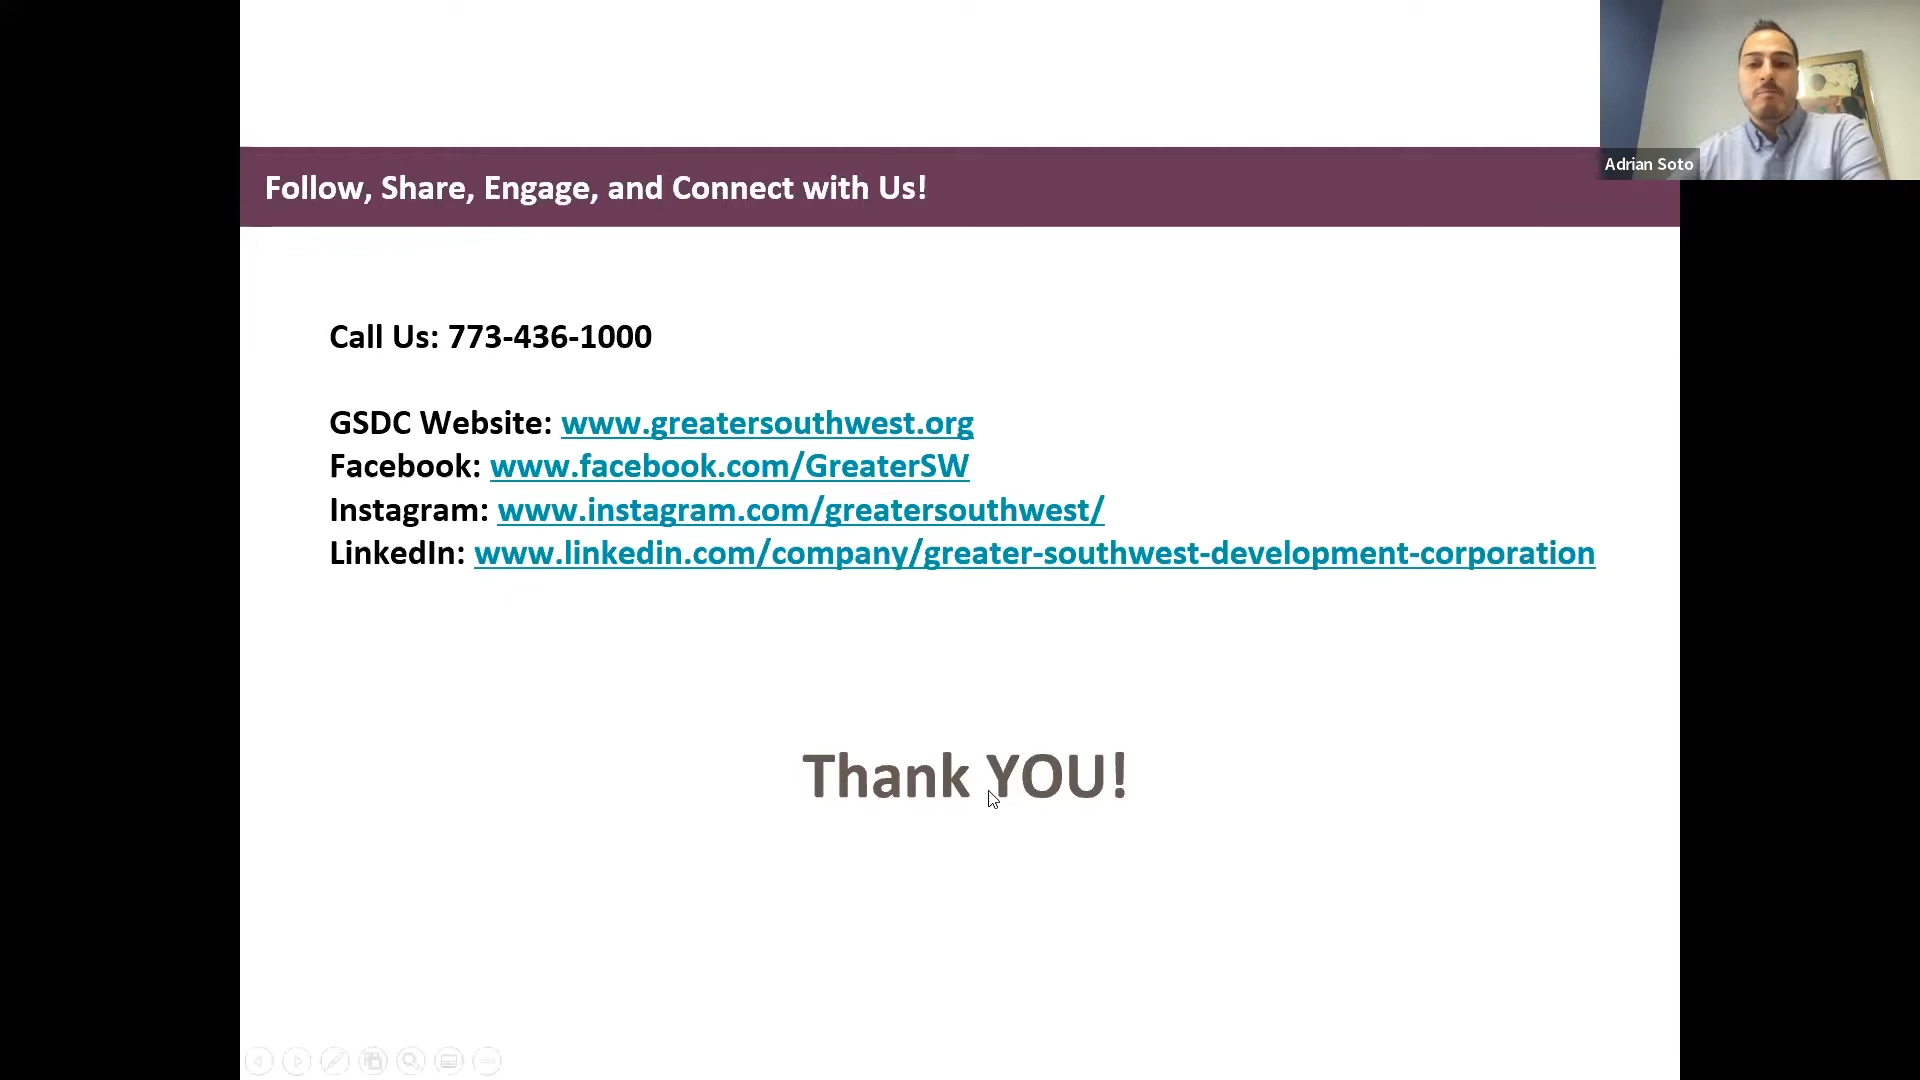 Adrian Soto
Follow, Share, Engage, and Connect with Us!
Call Us: 773-436-1000
GSDC Website: www.greatersouthwest.org
Facebook: www.facebook.com/GreaterSW
Instagram: www.instagram.com/greatersouthwest/
LinkedIn: www.linkedin.com/company/greater-southwest-development-corporation
Thank YOU!